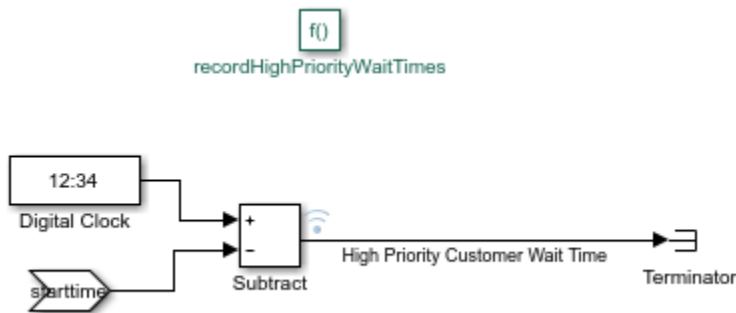 f()
recordHighPriorityWaitTimes
12:34
Digital Clock
+
−
starttime
Subtract
High Priority Customer Wait Time
Terminator